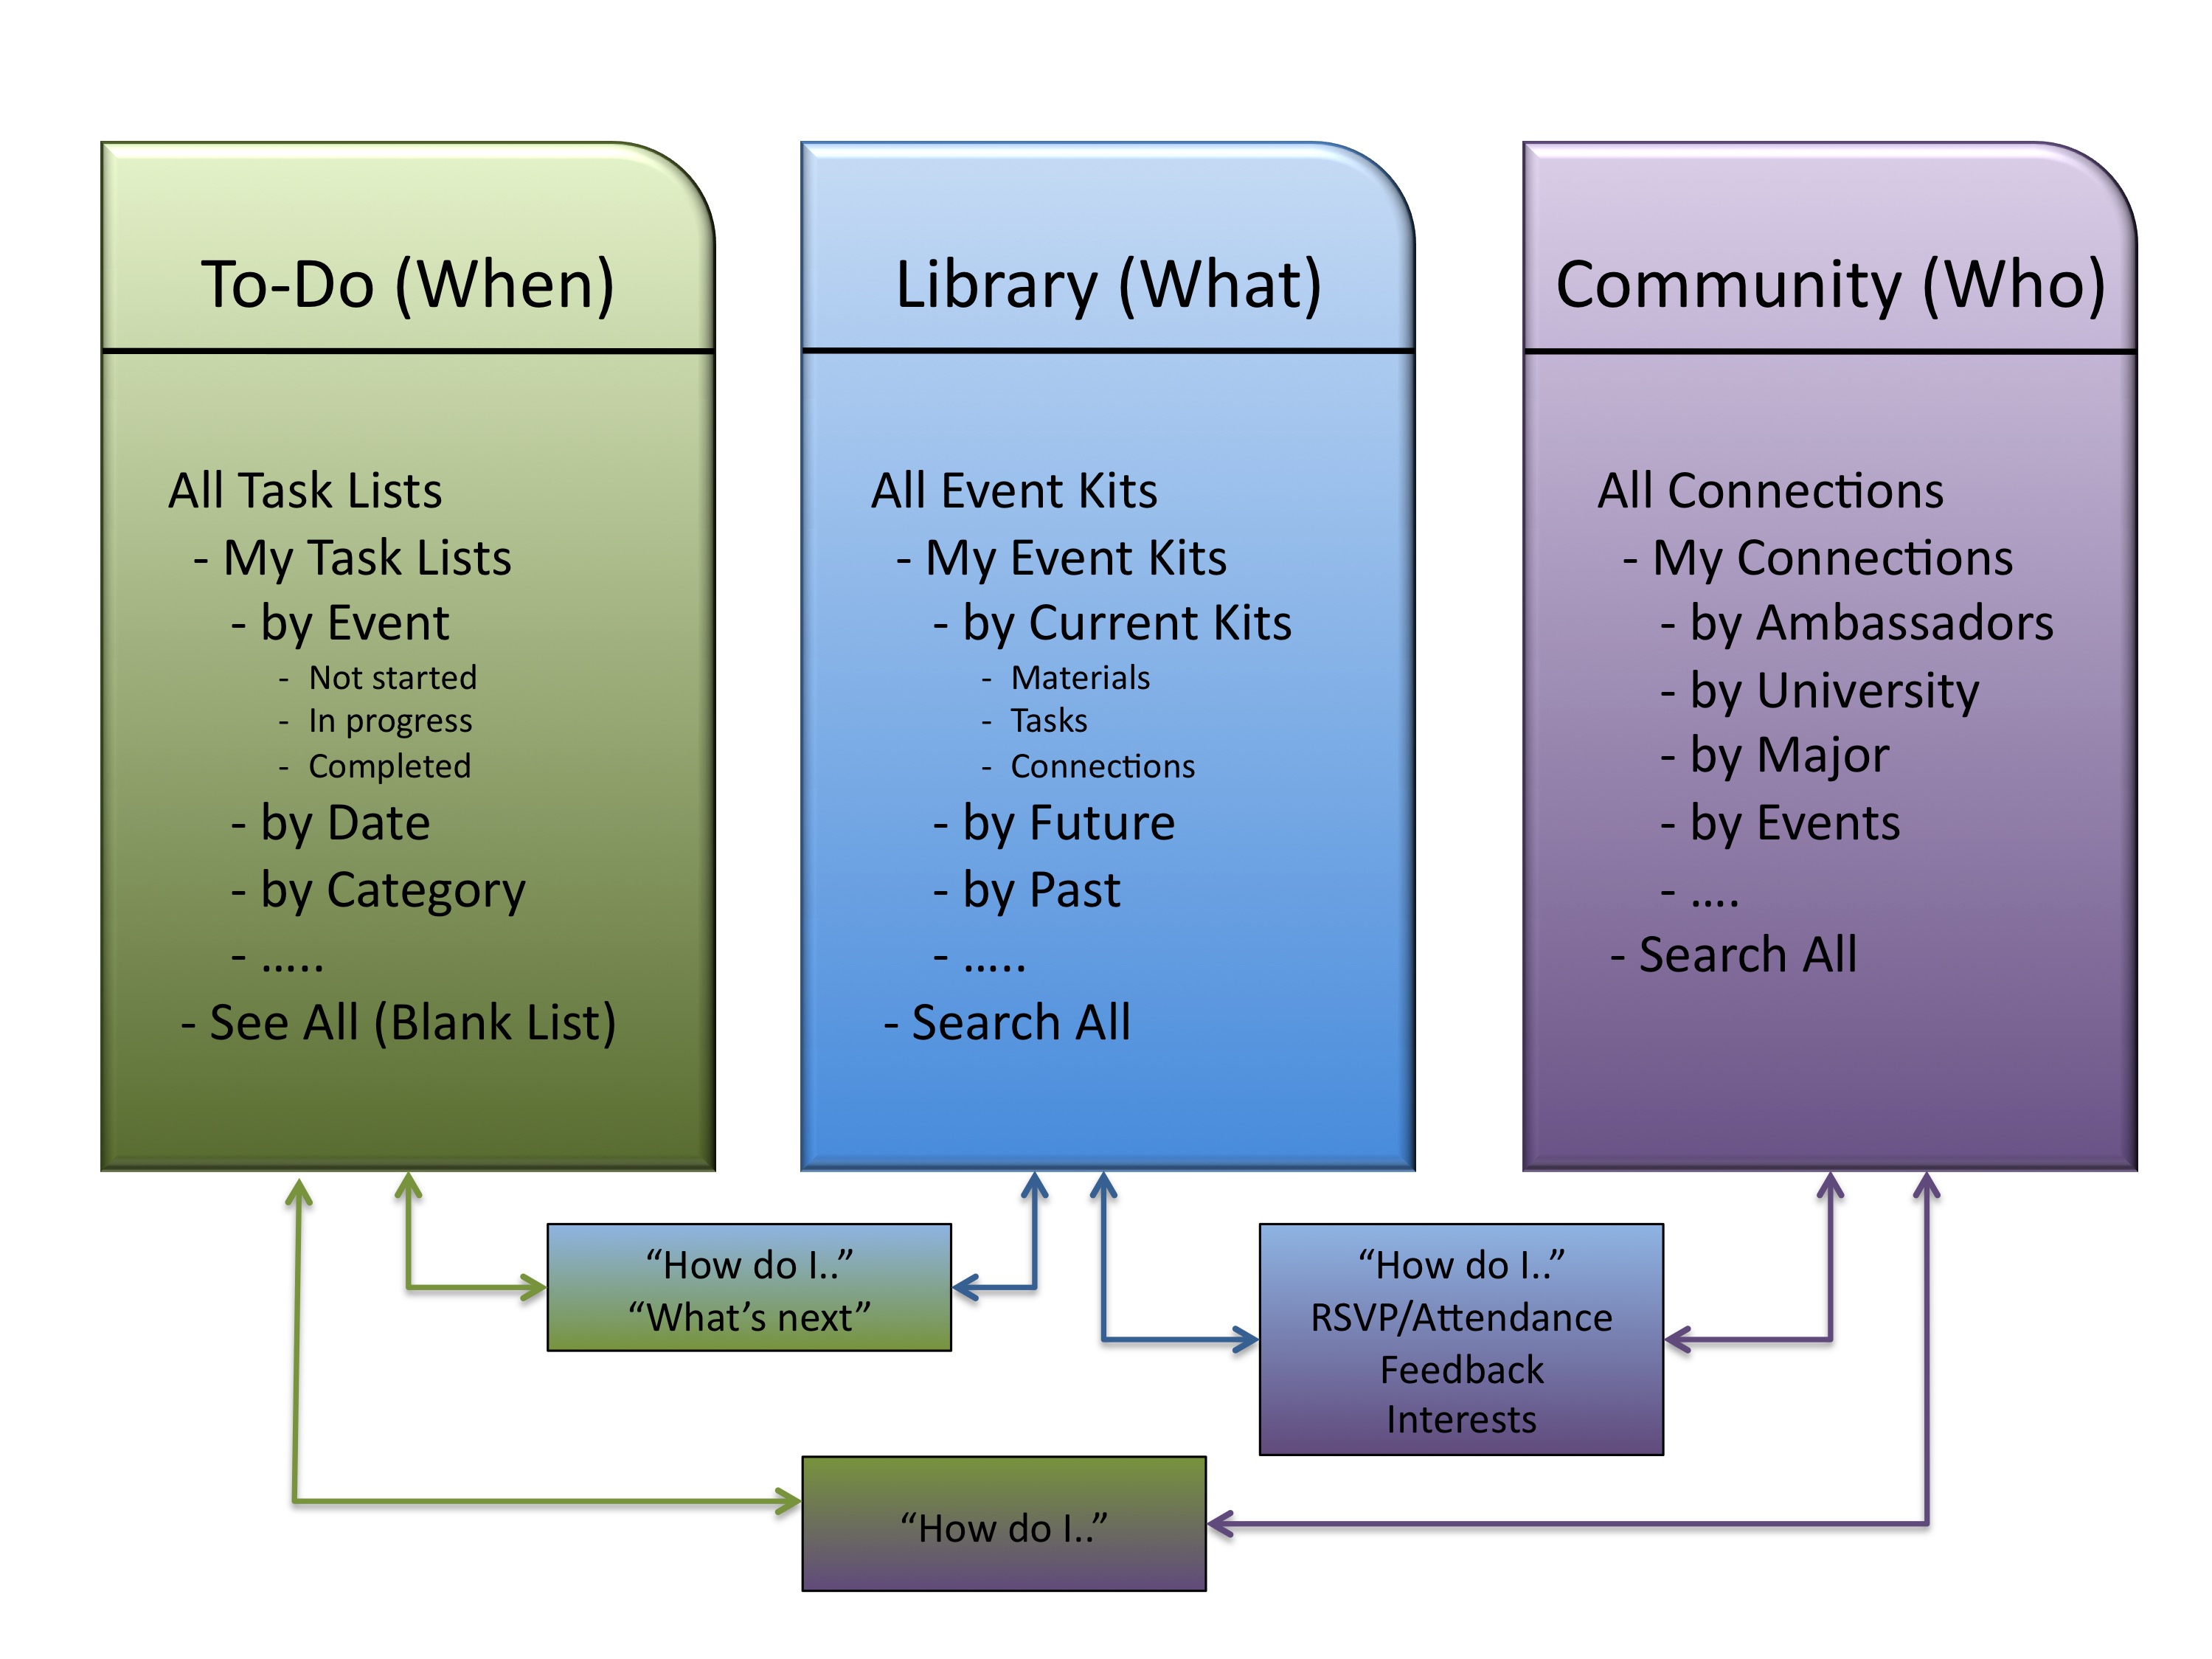 To-Do (When)
All Task Lists
- My Task Lists
- by Event
- Not started
- In progress
- Completed
- by Date
- by Category
- .....
- See All (Blank List)
Library (What)
All Event Kits
- My Event Kits
- by Current Kits
- Materials
- Tasks
- Connections
- by Future
- by Past
- .....
- Search All
Community (Who)
All Connections
- My Connections
- by Ambassadors
- by University
- by Major
- by Events
- ....
- Search All
“How do I..”
“What’s next”
“How do I..”
RSVP/Attendance
Feedback
Interests
“How do I..”